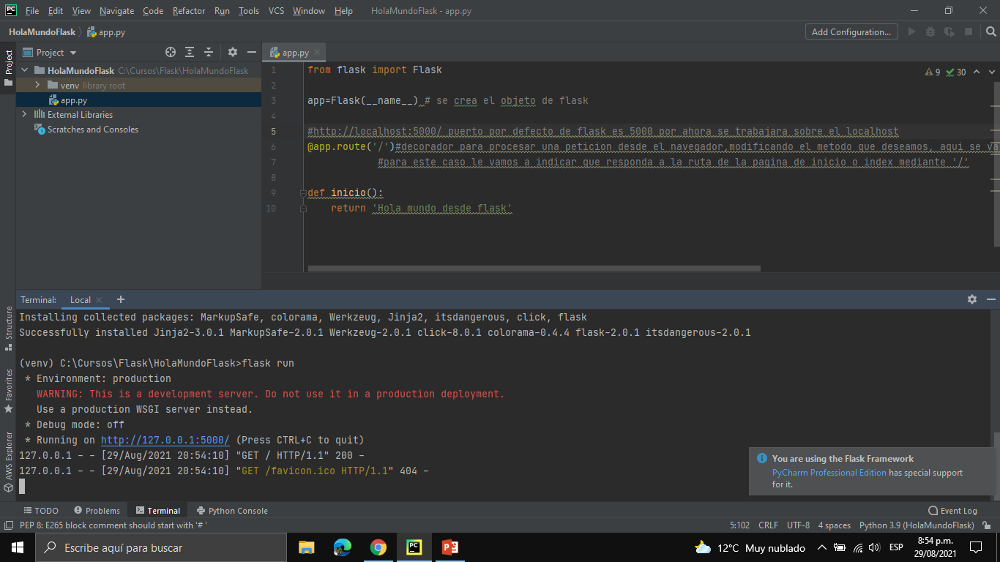 File Edit View Navigate Code Refactor Run Tools VCS Window Help HolaMundoFlask - app.py
HolaMundoFlask app.py Add Configuration...
Project
Project
app.py
HolaMundoFlask C:\Cursos\Flask\HolaMundoFlask
venv library root
app.py
External Libraries
Scratches and Consoles
1 from flask import Flask
9 30
2
3 app=Flask(__name__) # se crea el objeto de flask
4
5 #http://localhost:5000/ puerto por defecto de flask es 5000 por ahora se trabajara sobre el localhost
6 @app.route('/')#decorador para procesar una peticion desde el navegador,modificando el metodo que deseamos, aqui se va
7 #para este caso le vamos a indicar que responda a la ruta de la pagina de inicio o index mediante '/'
8
9 def inicio():
10 return 'Hola mundo desde flask'
Structure
Favorites
AWS Explorer
Terminal: Local
Installing collected packages: MarkupSafe, colorama, Werkzeug, Jinja2, itsdangerous, click, flask
Successfully installed Jinja2-3.0.1 MarkupSafe-2.0.1 Werkzeug-2.0.1 click-8.0.1 colorama-0.4.4 flask-2.0.1 itsdangerous-2.0.1
(venv) C:\Cursos\Flask\HolaMundoFlask>flask run
* Environment: production
WARNING: This is a development server. Do not use it in a production deployment.
Use a production WSGI server instead.
* Debug mode: off
* Running on http://127.0.0.1:5000/ (Press CTRL+C to quit)
127.0.0.1 - - [29/Aug/2021 20:54:10] "GET / HTTP/1.1" 200 -
127.0.0.1 - - [29/Aug/2021 20:54:10] "GET /favicon.ico HTTP/1.1" 404 -
You are using the Flask Framework
PyCharm Professional Edition has special support
for it.
TODO Problems Terminal Python Console Event Log
PEP 8: E265 block comment should start with '# ' 5:102 CRLF UTF-8 4 spaces Python 3.9 (HolaMundoFlask)
Escribe aquí para buscar
12°C Muy nublado ESP
8:54 p.m.
29/08/2021